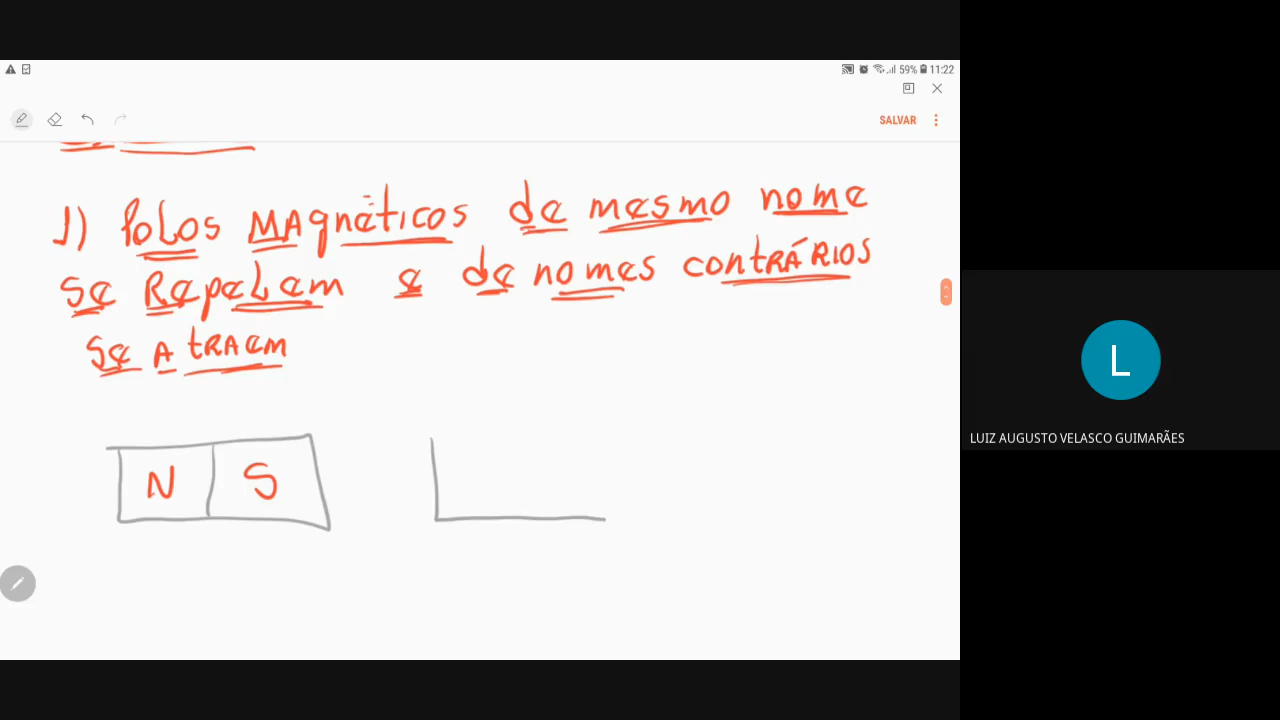 59% 11:22
SALVAR
1) Polos MAgnéticos de mesmo nome
se RepeLem e de nomes contRÁRIOS
Se AtRAem
N S
L
LUIZ AUGUSTO VELASCO GUIMARÃES